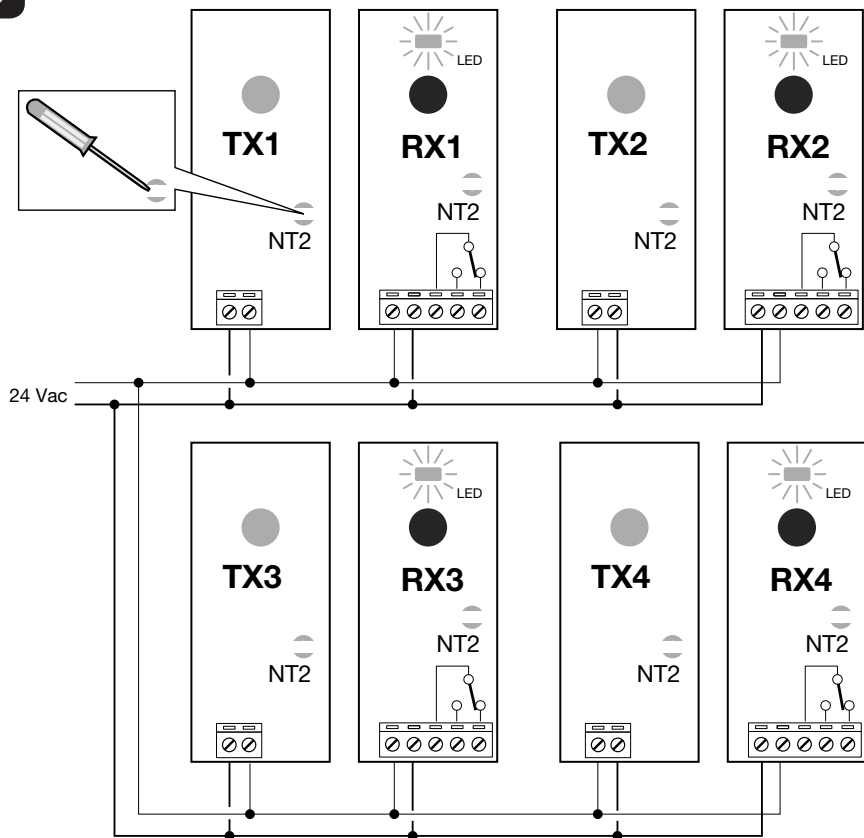 LED
LED
TX1
RX1
TX2
RX2
NT2
NT2
NT2
NT2
24 Vac
LED
LED
TX3
RX3
TX4
RX4
NT2
NT2
NT2
NT2